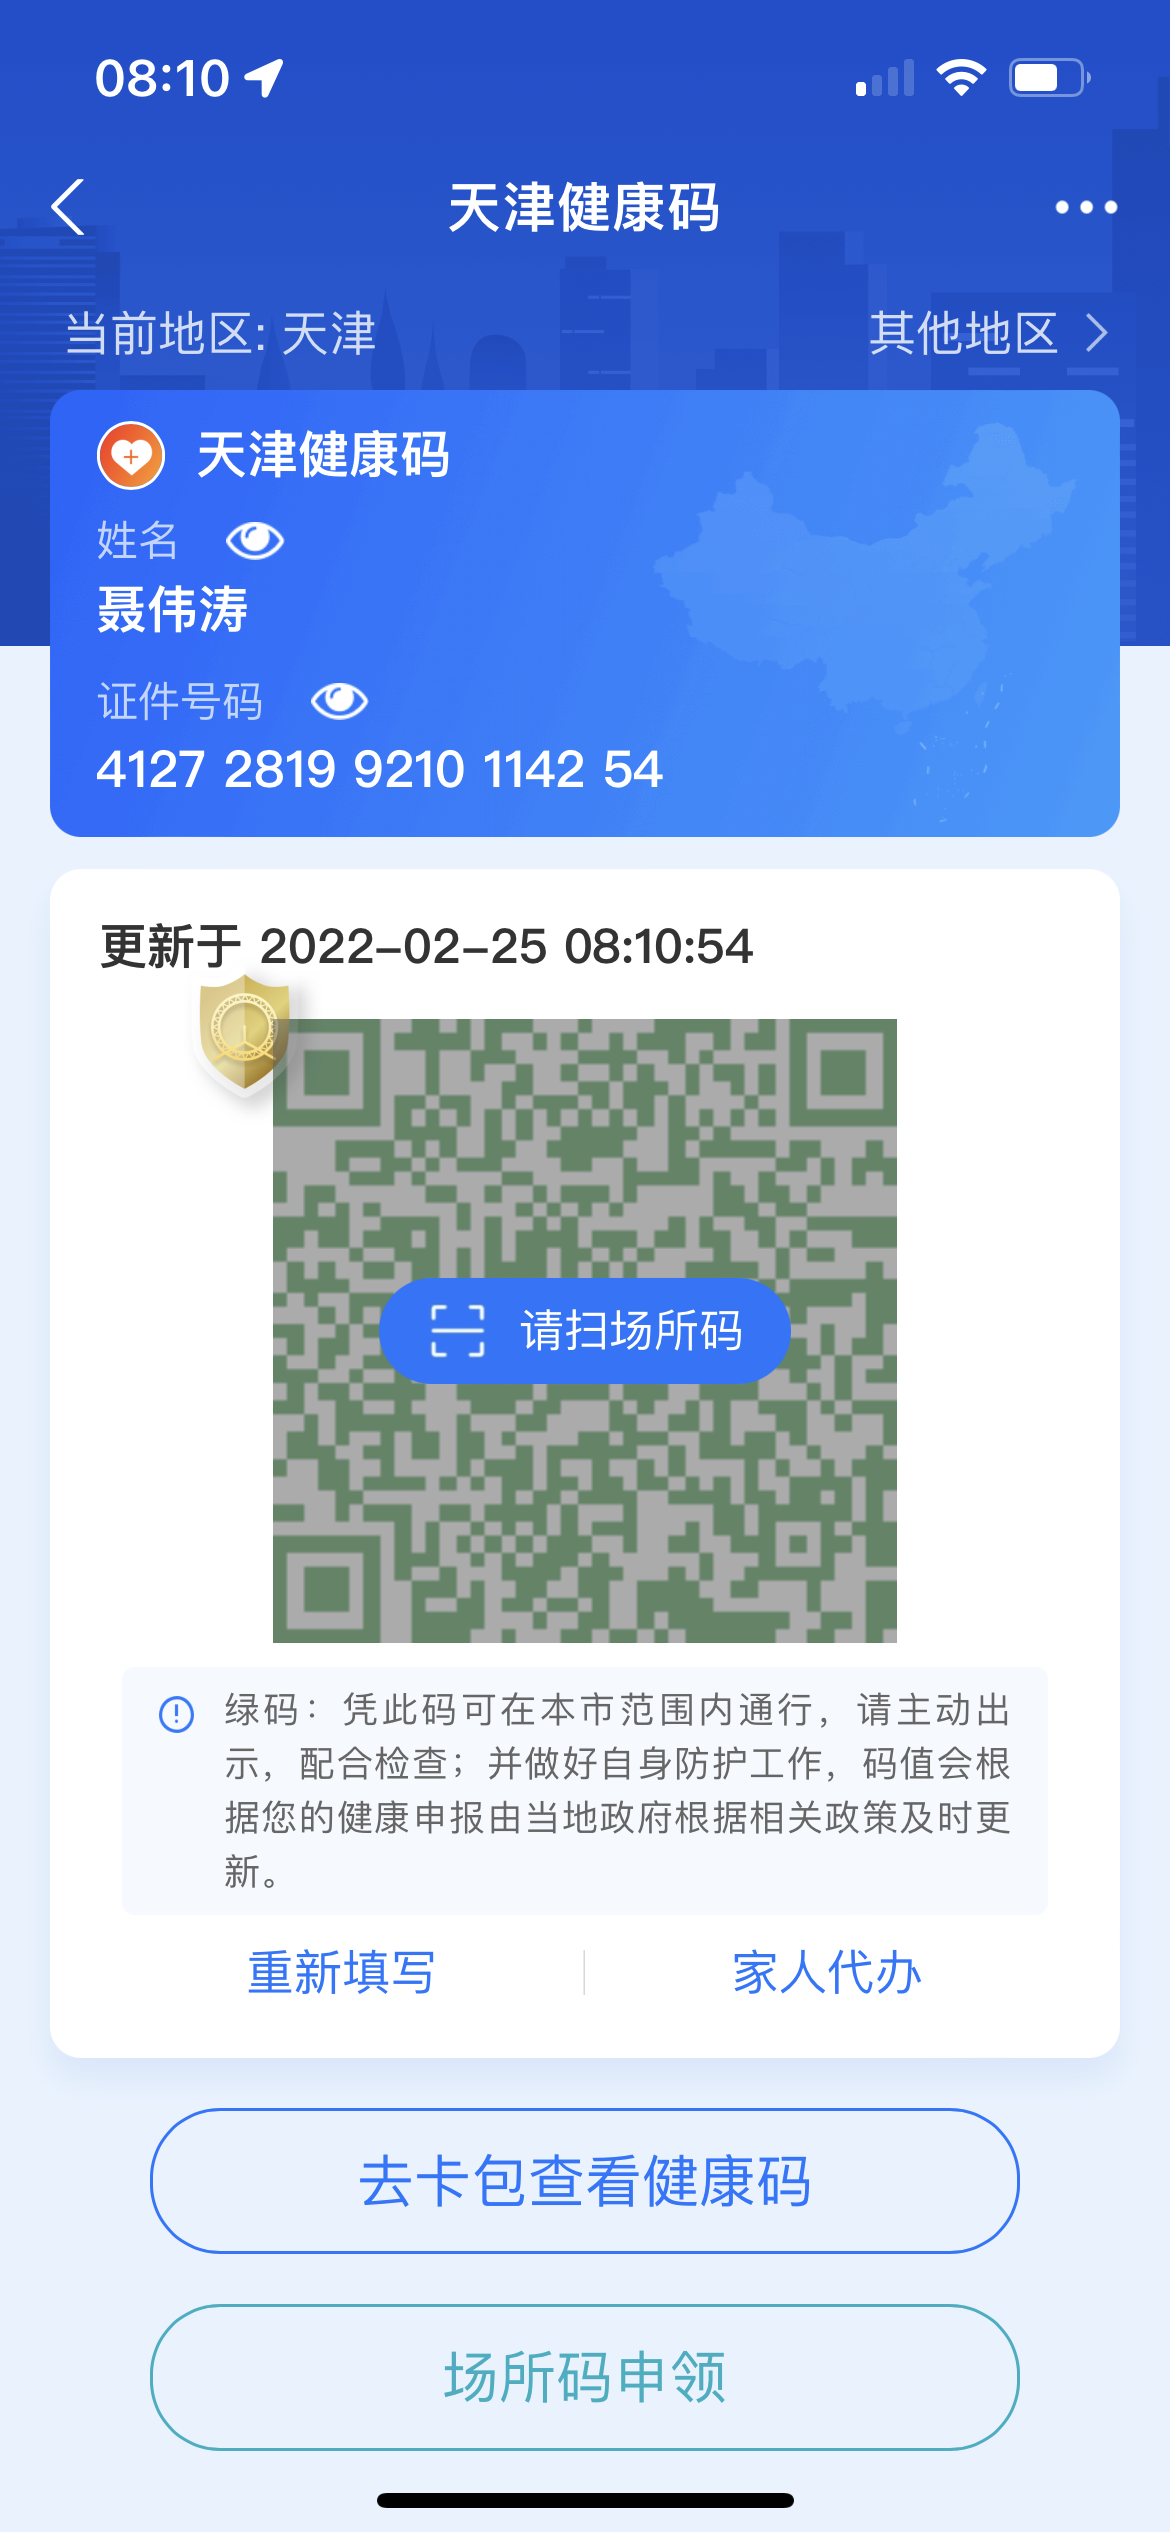 08:10
天津健康码
当前地区: 天津
其他地区
天津健康码
姓名
聂伟涛
证件号码
4127 2819 9210 1142 54
更新于 2022-02-25 08:10:54
请扫场所码
绿码：凭此码可在本市范围内通行，请主动出
示，配合检查；并做好自身防护工作，码值会根
据您的健康申报由当地政府根据相关政策及时更
新。
重新填写
家人代办
去卡包查看健康码
场所码申领